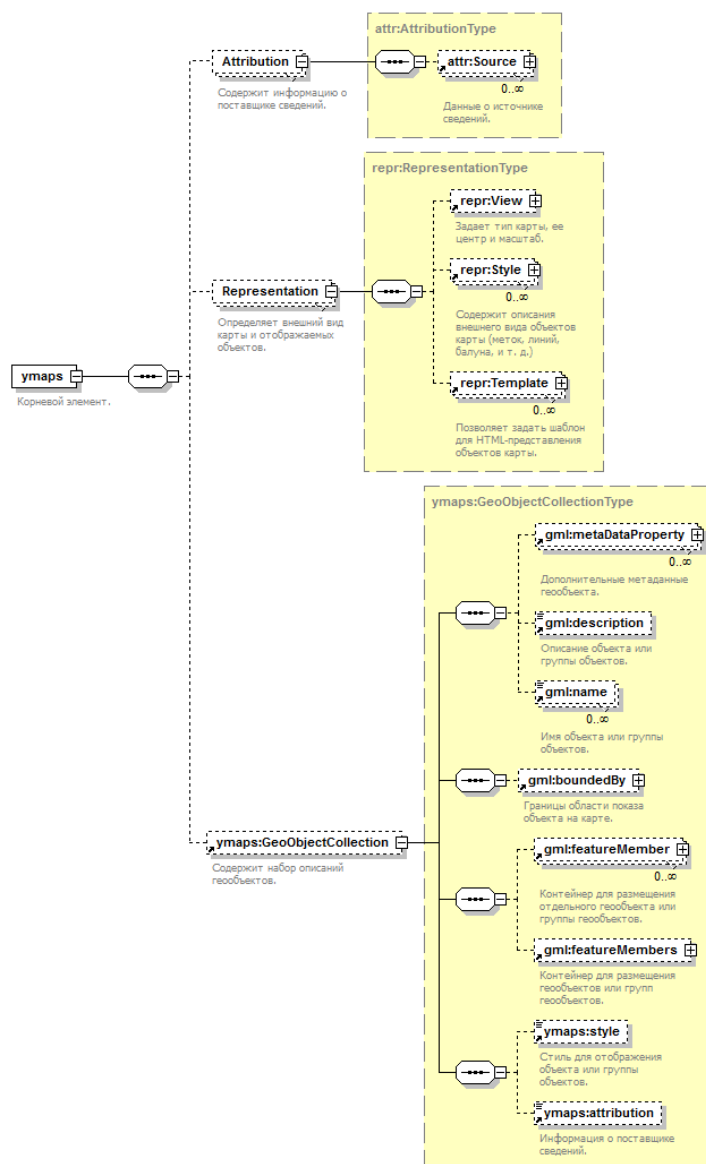 attr:AttributionType
Attribution
attr:Source
0..∞
Содержит информацию о
поставщике сведений.
Данные о источнике
сведений.
repr:RepresentationType
repr:View
Задает тип карты, ее
центр и масштаб.
repr:Style
0..∞
Representation
Определяет внешний вид
карты и отображаемых
объектов.
Содержит описания
внешнего вида объектов
карты (меток, линий,
балуна, и т. д.)
ymaps
Корневой элемент.
repr:Template
0..∞
Позволяет задать шаблон
для HTML-представления
объектов карты.
ymaps:GeoObjectCollectionType
gml:metaDataProperty
0..∞
Дополнительные метаданные
геообъекта.
gml:description
Описание объекта или
группы объектов.
gml:name
0..∞
Имя объекта или группы
объектов.
gml:boundedBy
Границы области показа
объекта на карте.
ymaps:GeoObjectCollection
Содержит набор описаний
геообъектов.
gml:featureMember
0..∞
Контейнер для размещения
отдельного геообъекта или
группы геообъектов.
gml:featureMembers
Контейнер для размещения
геообъектов или групп
геообъектов.
ymaps:style
Стиль для отображения
объекта или группы
объектов.
ymaps:attribution
Информация о поставщике
сведений.